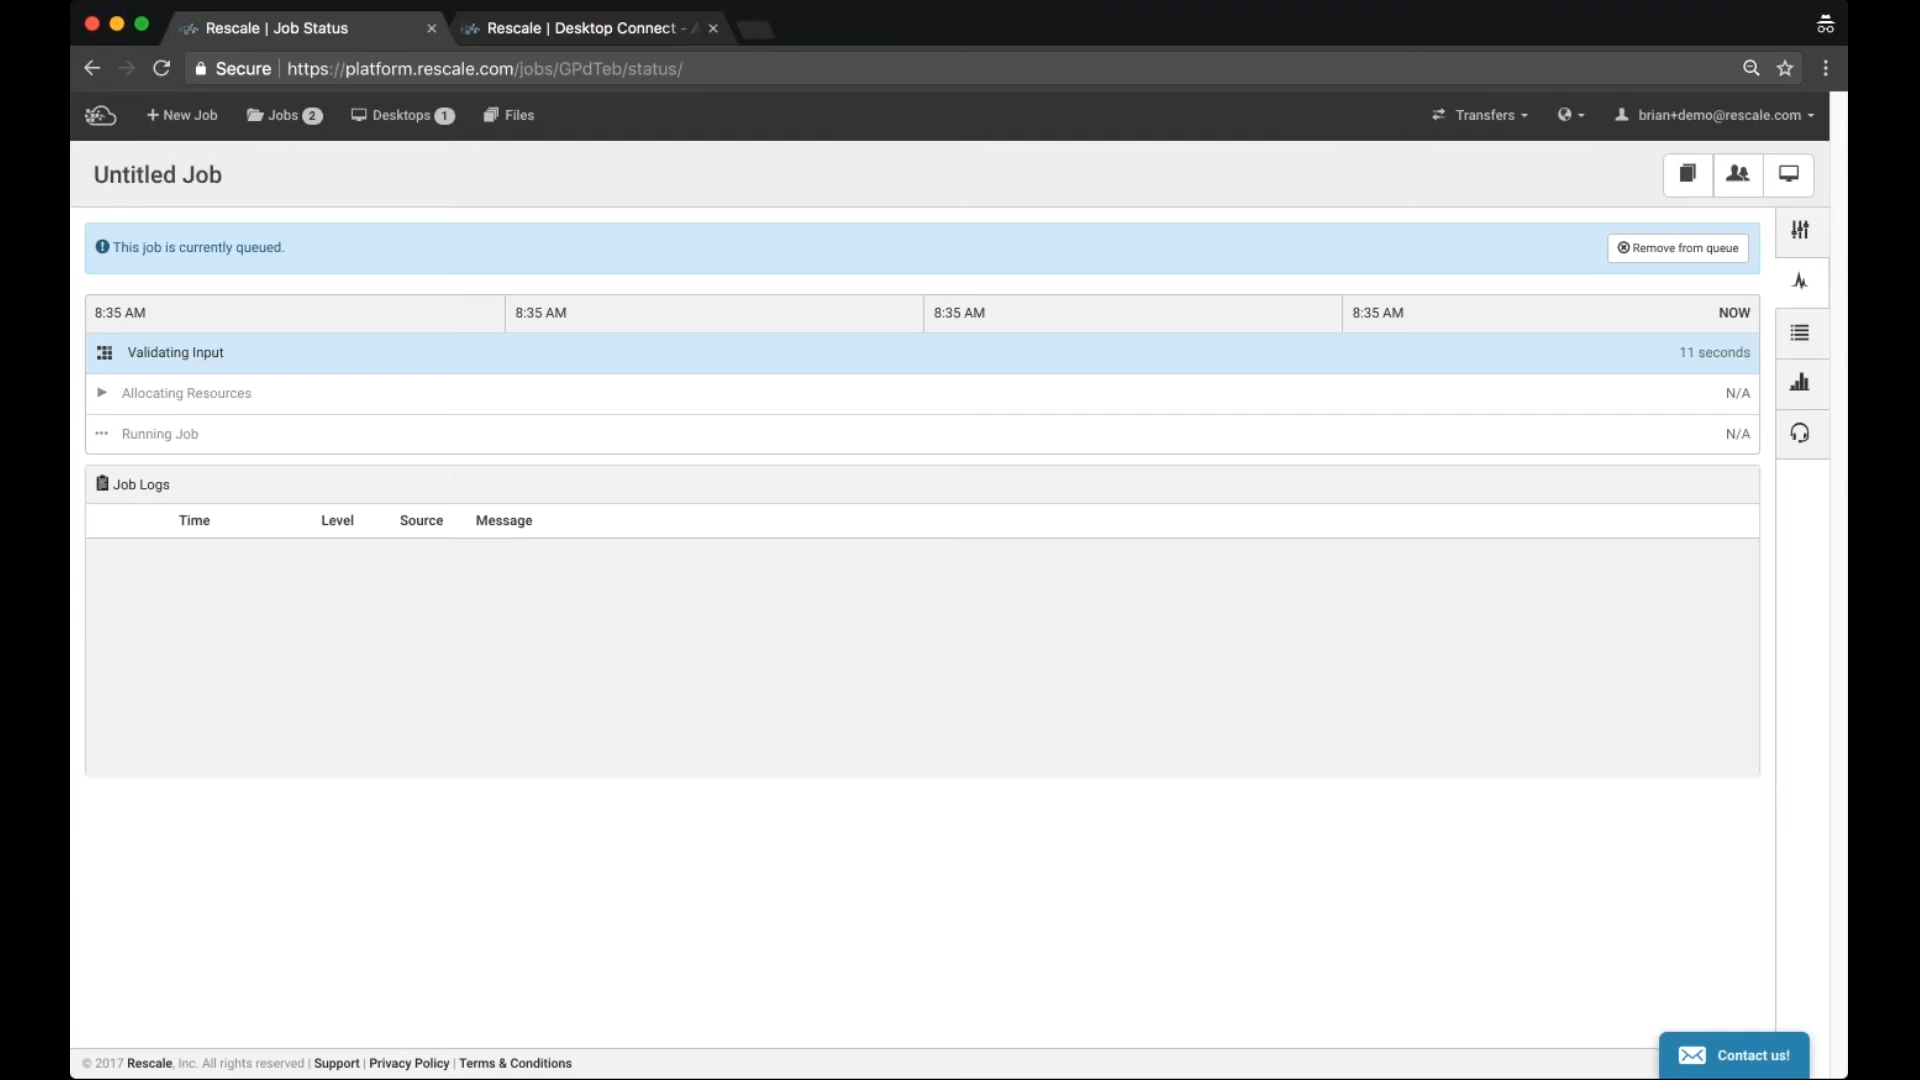 Rescale | Job Status
Rescale | Desktop Connect -
Secure https://platform.rescale.com/jobs/GPdTeb/status/
New Job Jobs 2 Desktops 1 Files Transfers brian+demo@rescale.com
Untitled Job
This job is currently queued. Remove from queue
8:35 AM 8:35 AM 8:35 AM 8:35 AM NOW
Validating Input 11 seconds
Allocating Resources N/A
Running Job N/A
Job Logs
Time Level Source Message
© 2017 Rescale, Inc. All rights reserved | Support | Privacy Policy | Terms & Conditions
Contact us!